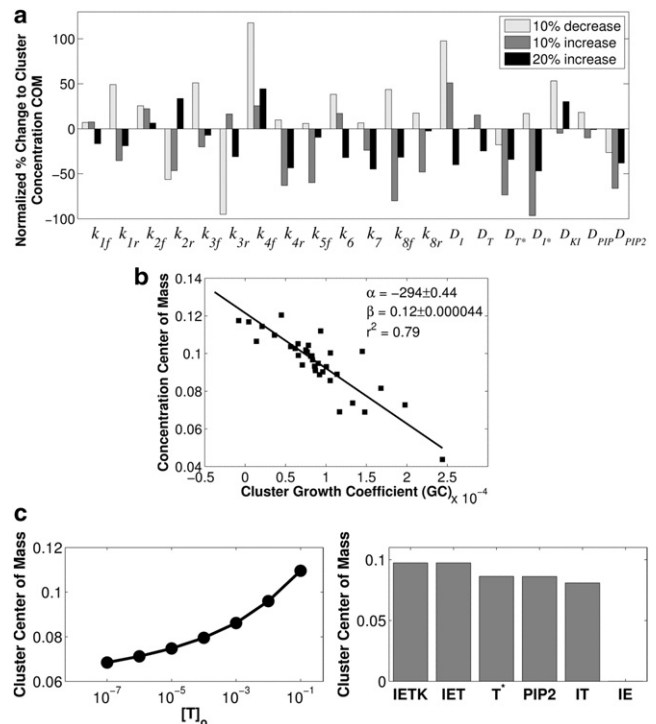 a
Normalized % Change to Cluster
Concentration COM
100
50
0
-50
-100
10% decrease
10% increase
20% increase
k1f k1r k2f k2r k3f k3r k4f k4r k5f k6 k7 k8f k8r DI DT DT* DI* DKI DPIP DPIP2
b
Concentration Center of Mass
0.14
0.12
0.1
0.08
0.06
0.04
α = −294±0.44
β = 0.12±0.000044
r² = 0.79
−0.5 0 0.5 1 1.5 2 2.5
Cluster Growth Coefficient (GC) × 10⁻⁴
c
Cluster Center of Mass
0.12
0.1
0.08
0.06
10⁻⁷ 10⁻⁵ 10⁻³ 10⁻¹
[T]₀
Cluster Center of Mass
0.1
0.05
0
IETK IET T* PIP2 IT IE